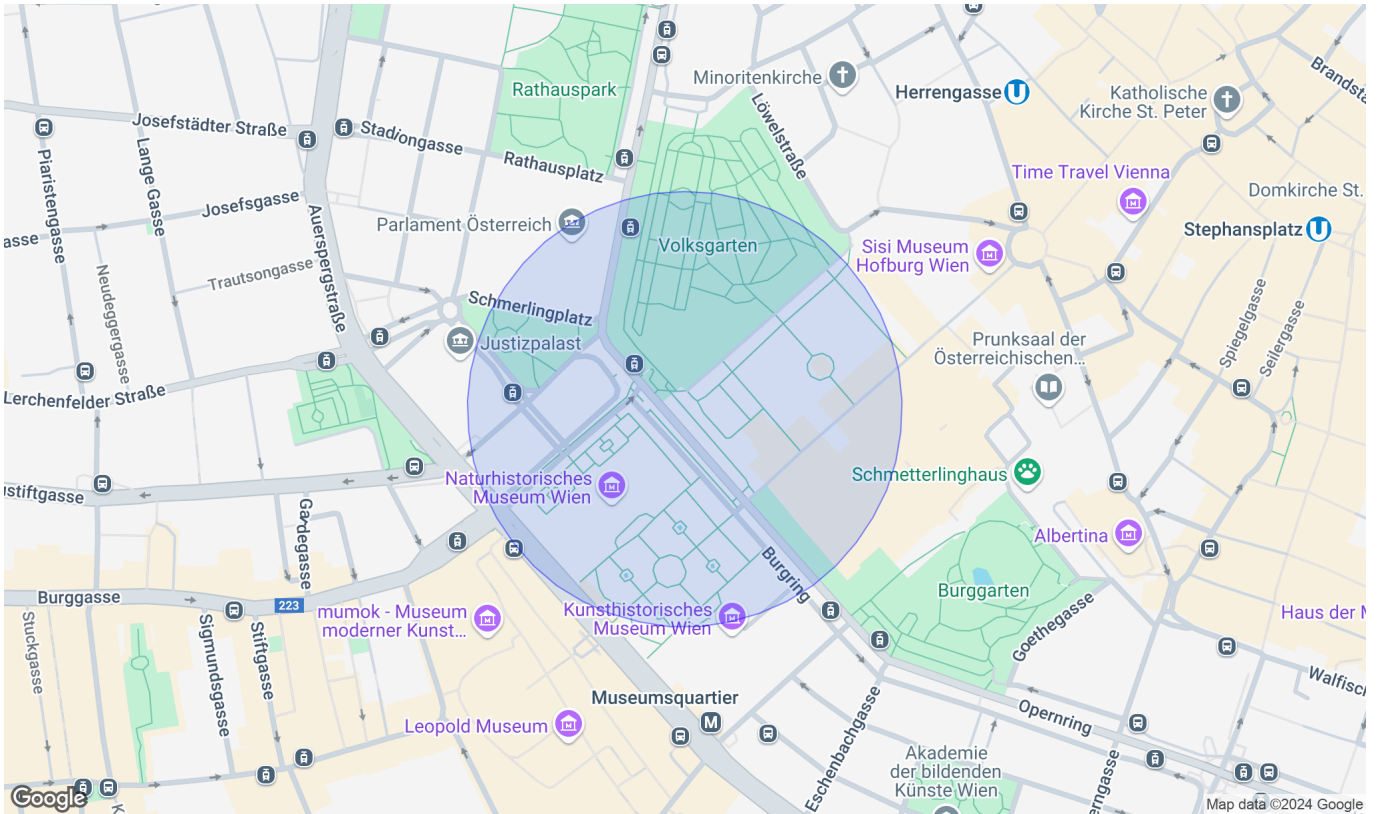 Rathauspark
Minoritenkirche
Herrengasse
U
Katholische
Kirche St. Peter
Josefstädter Straße
Stadiongasse
Rathausplatz
Löwelstraße
Piaristengasse
Lange Gasse
Josefsgasse
Time Travel Vienna
Domkirche St.
Stephansplatz
U
Parlament Österreich
Volksgarten
Sisi Museum
Hofburg Wien
asse
Trautsongasse
Auerspergstraße
Neudeggergasse
Schmerlingplatz
Justizpalast
Prunksaal der
Österreichischen...
Spiegelgasse
Seilergasse
Lerchenfelder Straße
Naturhistorisches
Museum Wien
Schmetterlinghaus
ustiftgasse
Gardegasse
Albertina
Burgring
Burggarten
Burggasse
223
mumok - Museum
moderner Kunst...
Kunsthistorisches
Museum Wien
Goethegasse
Haus der M
Stuckgasse
Sigmundsgasse
Stiftgasse
Museumsquartier
M
Leopold Museum
Eschenbachgasse
Opernring
Walfisch
Akademie
der bildenden
Künste Wien
erngasse
Google
Map data ©2024 Google